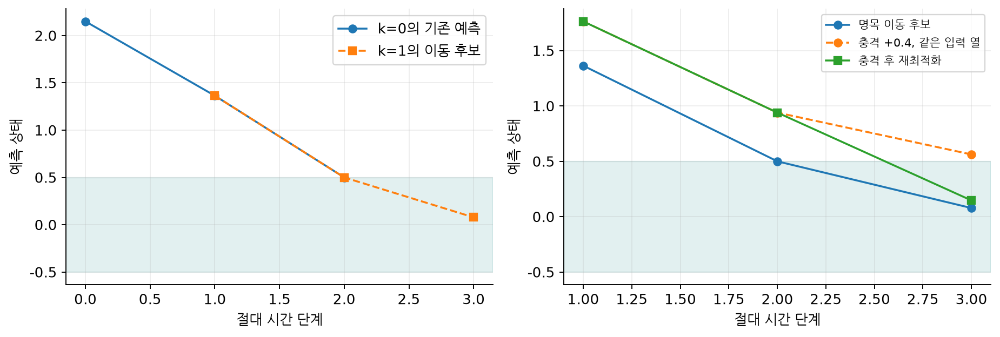 k=0의 기존 예측
k=1의 이동 후보
2.0
1.5
1.0
0.5
0.0
-0.5
예측 상태
0.0 0.5 1.0 1.5 2.0 2.5 3.0
절대 시간 단계
명목 이동 후보
충격 +0.4, 같은 입력 열
충격 후 재최적화
1.5
1.0
0.5
0.0
-0.5
예측 상태
1.00 1.25 1.50 1.75 2.00 2.25 2.50 2.75 3.00
절대 시간 단계